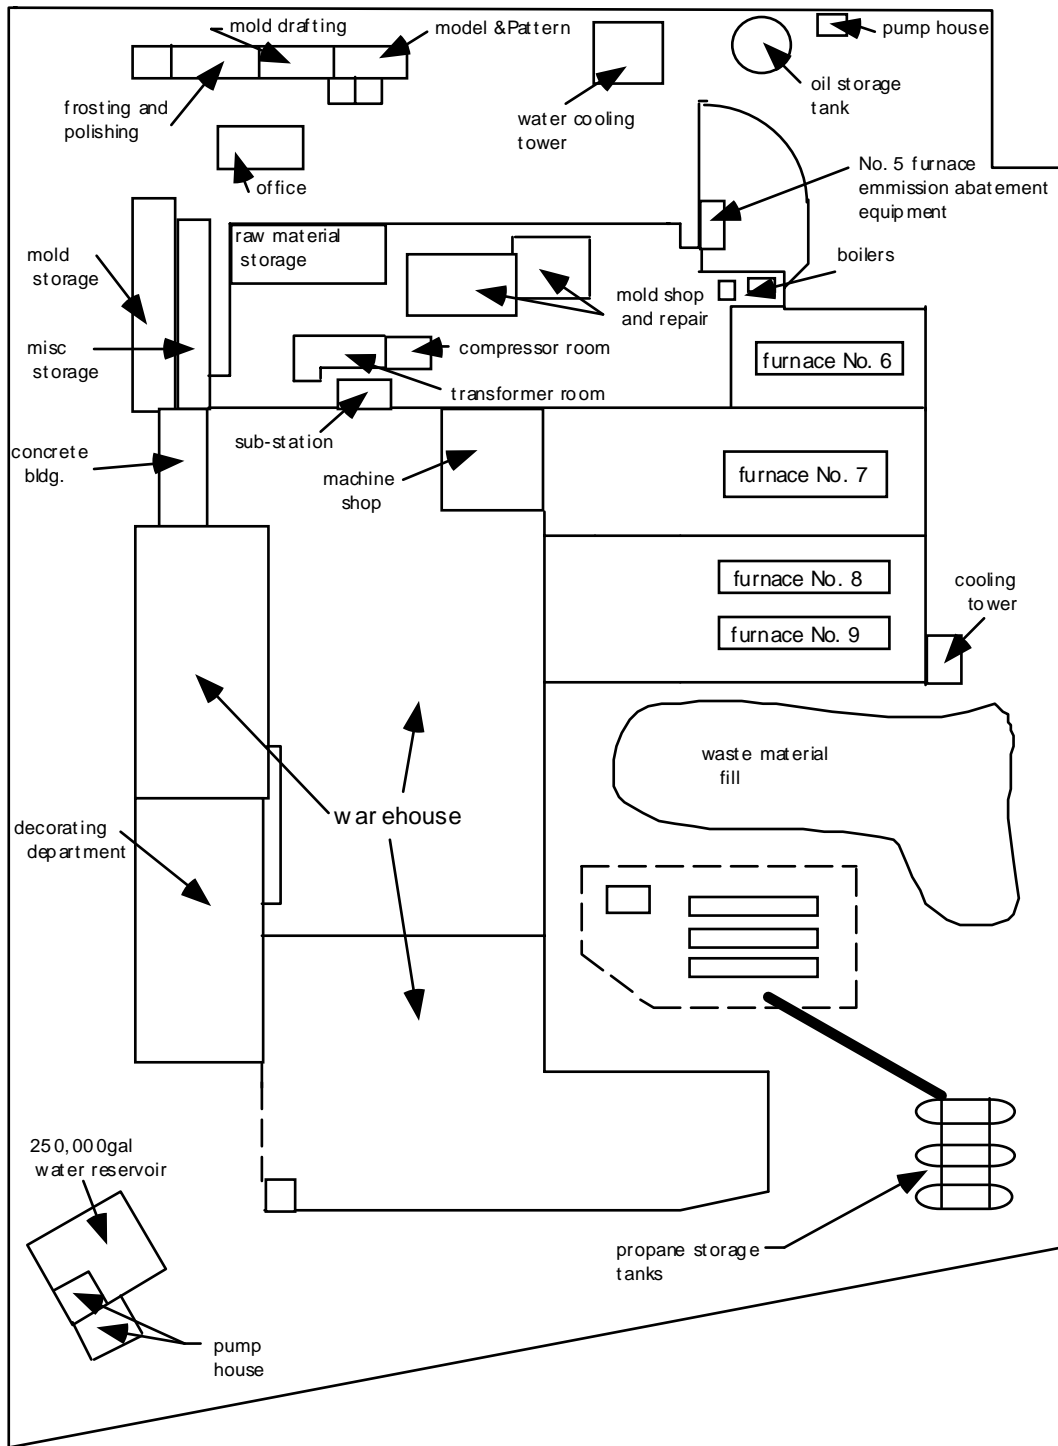 mold drafting
model &Pattern
pump house
frosting and
polishing
water cooling
tower
oil storage
tank
office
No. 5 furnace
emmission abatement
equipment
raw material
storage
mold
storage
boilers
mold shop
and repair
misc
storage
compressor room
furnace No. 6
transformer room
sub-station
concrete
bldg.
machine
shop
furnace No. 7
furnace No. 8
cooling
tower
furnace No. 9
waste material
fill
warehouse
decorating
department
250,000gal
water reservoir
propane storage
tanks
pump
house